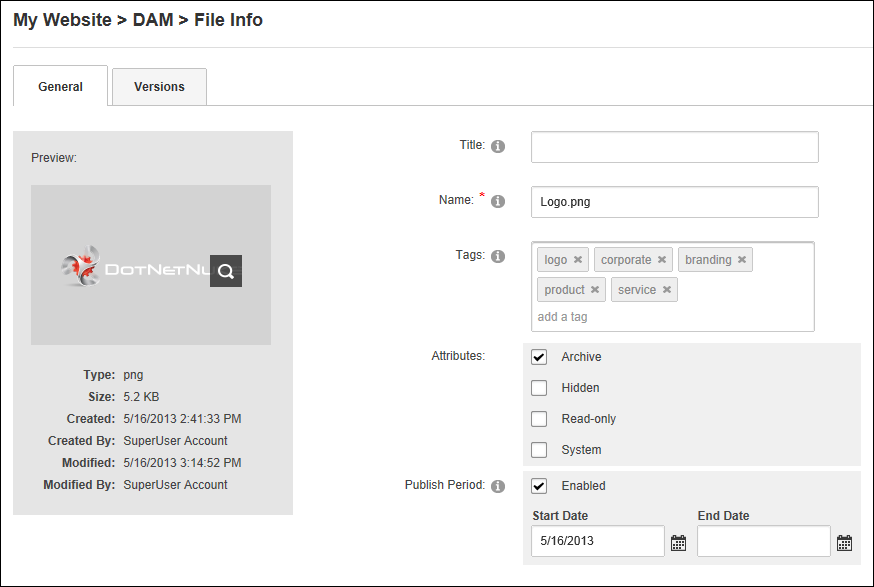 My Website > DAM > File Info
General Versions
Preview:
DotNetNu
Type: png
Size: 5.2 KB
Created: 5/16/2013 2:41:33 PM
Created By: SuperUser Account
Modified: 5/16/2013 3:14:52 PM
Modified By: SuperUser Account
Title:
Name: *
Logo.png
Tags:
logo corporate branding
product service
add a tag
Attributes:
Archive
Hidden
Read-only
System
Publish Period:
Enabled
Start Date End Date
5/16/2013